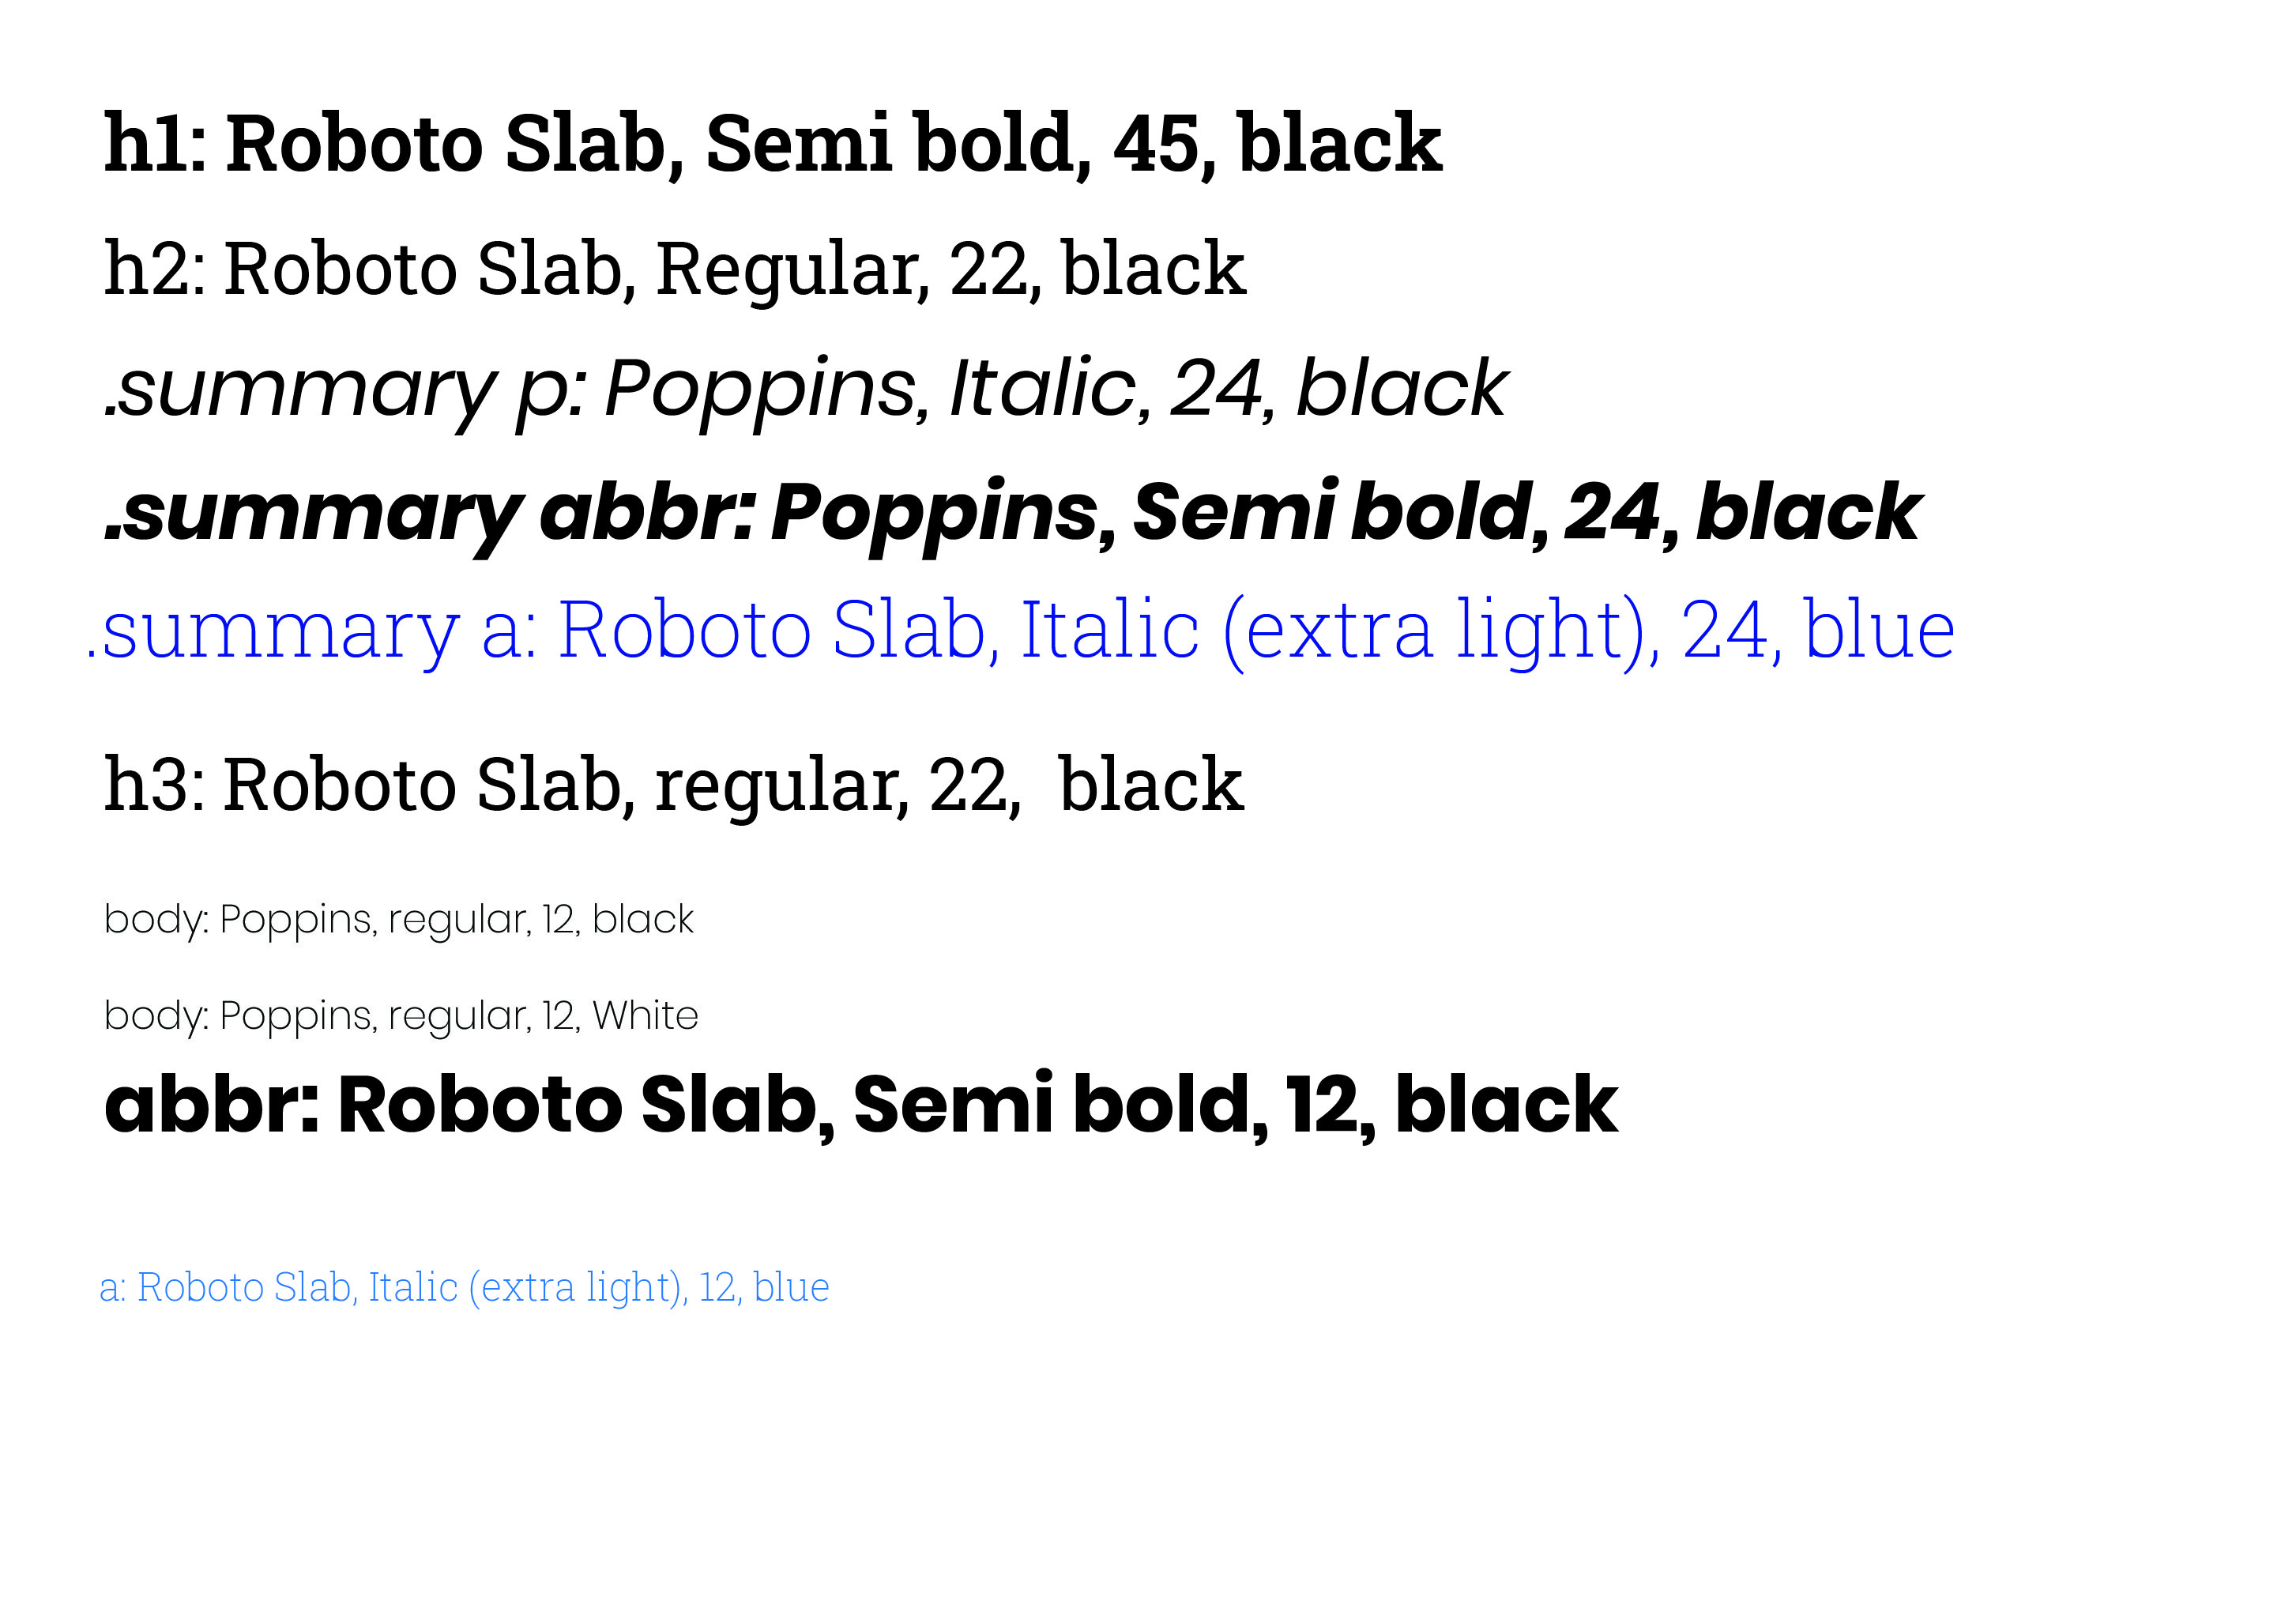 h1: Roboto Slab, Semi bold, 45, black
h2: Roboto Slab, Regular, 22, black
.summary p: Poppins, Italic, 24, black
.summary abbr: Poppins, Semi bold, 24, black
.summary a: Roboto Slab, Italic (extra light), 24, blue
h3: Roboto Slab, regular, 22,  black
body: Poppins, regular, 12, black
body: Poppins, regular, 12, White
abbr: Roboto Slab, Semi bold, 12, black
a: Roboto Slab, Italic (extra light), 12, blue